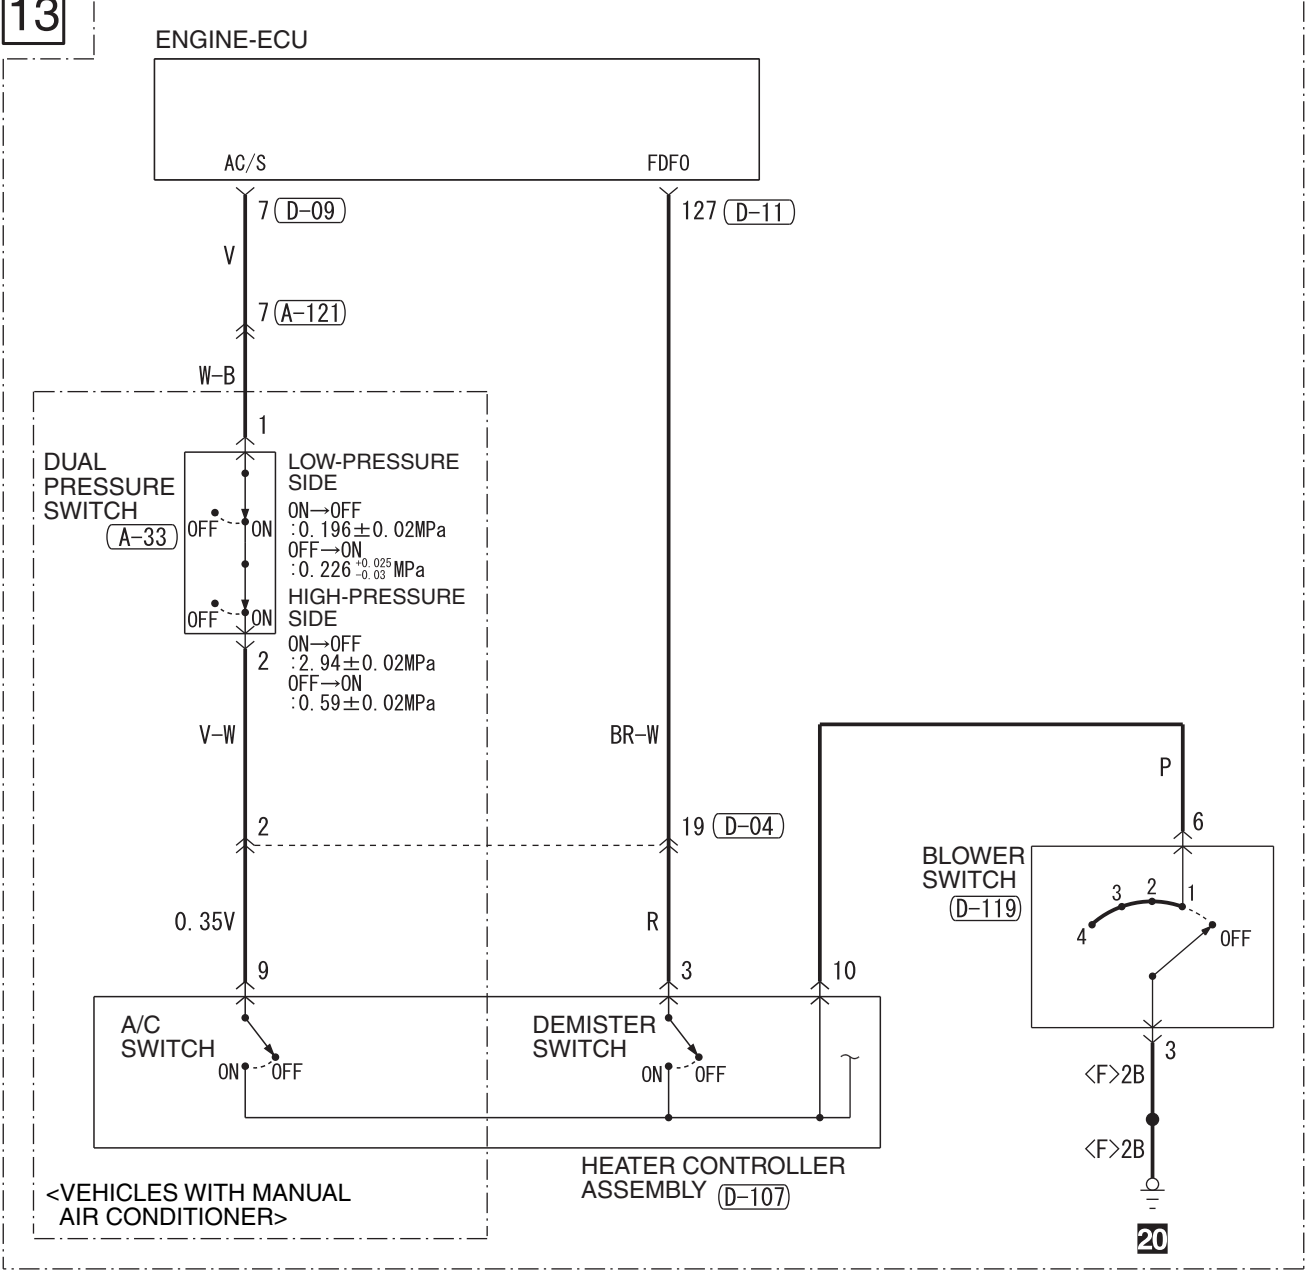 13
ENGINE-ECU
AC/S
FDFO
7 D-09
127 D-11
V
7 A-121
W-B
1
DUAL
PRESSURE
SWITCH
A-33
OFF
ON
OFF
ON
LOW-PRESSURE
SIDE
ON→OFF
:0.196±0.02MPa
OFF→ON
:0.226 +0.025 -0.03 MPa
HIGH-PRESSURE
SIDE
ON→OFF
:2.94±0.02MPa
OFF→ON
:0.59±0.02MPa
2
V-W
BR-W
P
2
19 D-04
6
BLOWER
SWITCH
D-119
4
3
2
1
OFF
0.35V
R
9
3
10
A/C
SWITCH
ON
OFF
DEMISTER
SWITCH
ON
OFF
3
<F>2B
<F>2B
HEATER CONTROLLER
ASSEMBLY D-107
<VEHICLES WITH MANUAL
AIR CONDITIONER>
20